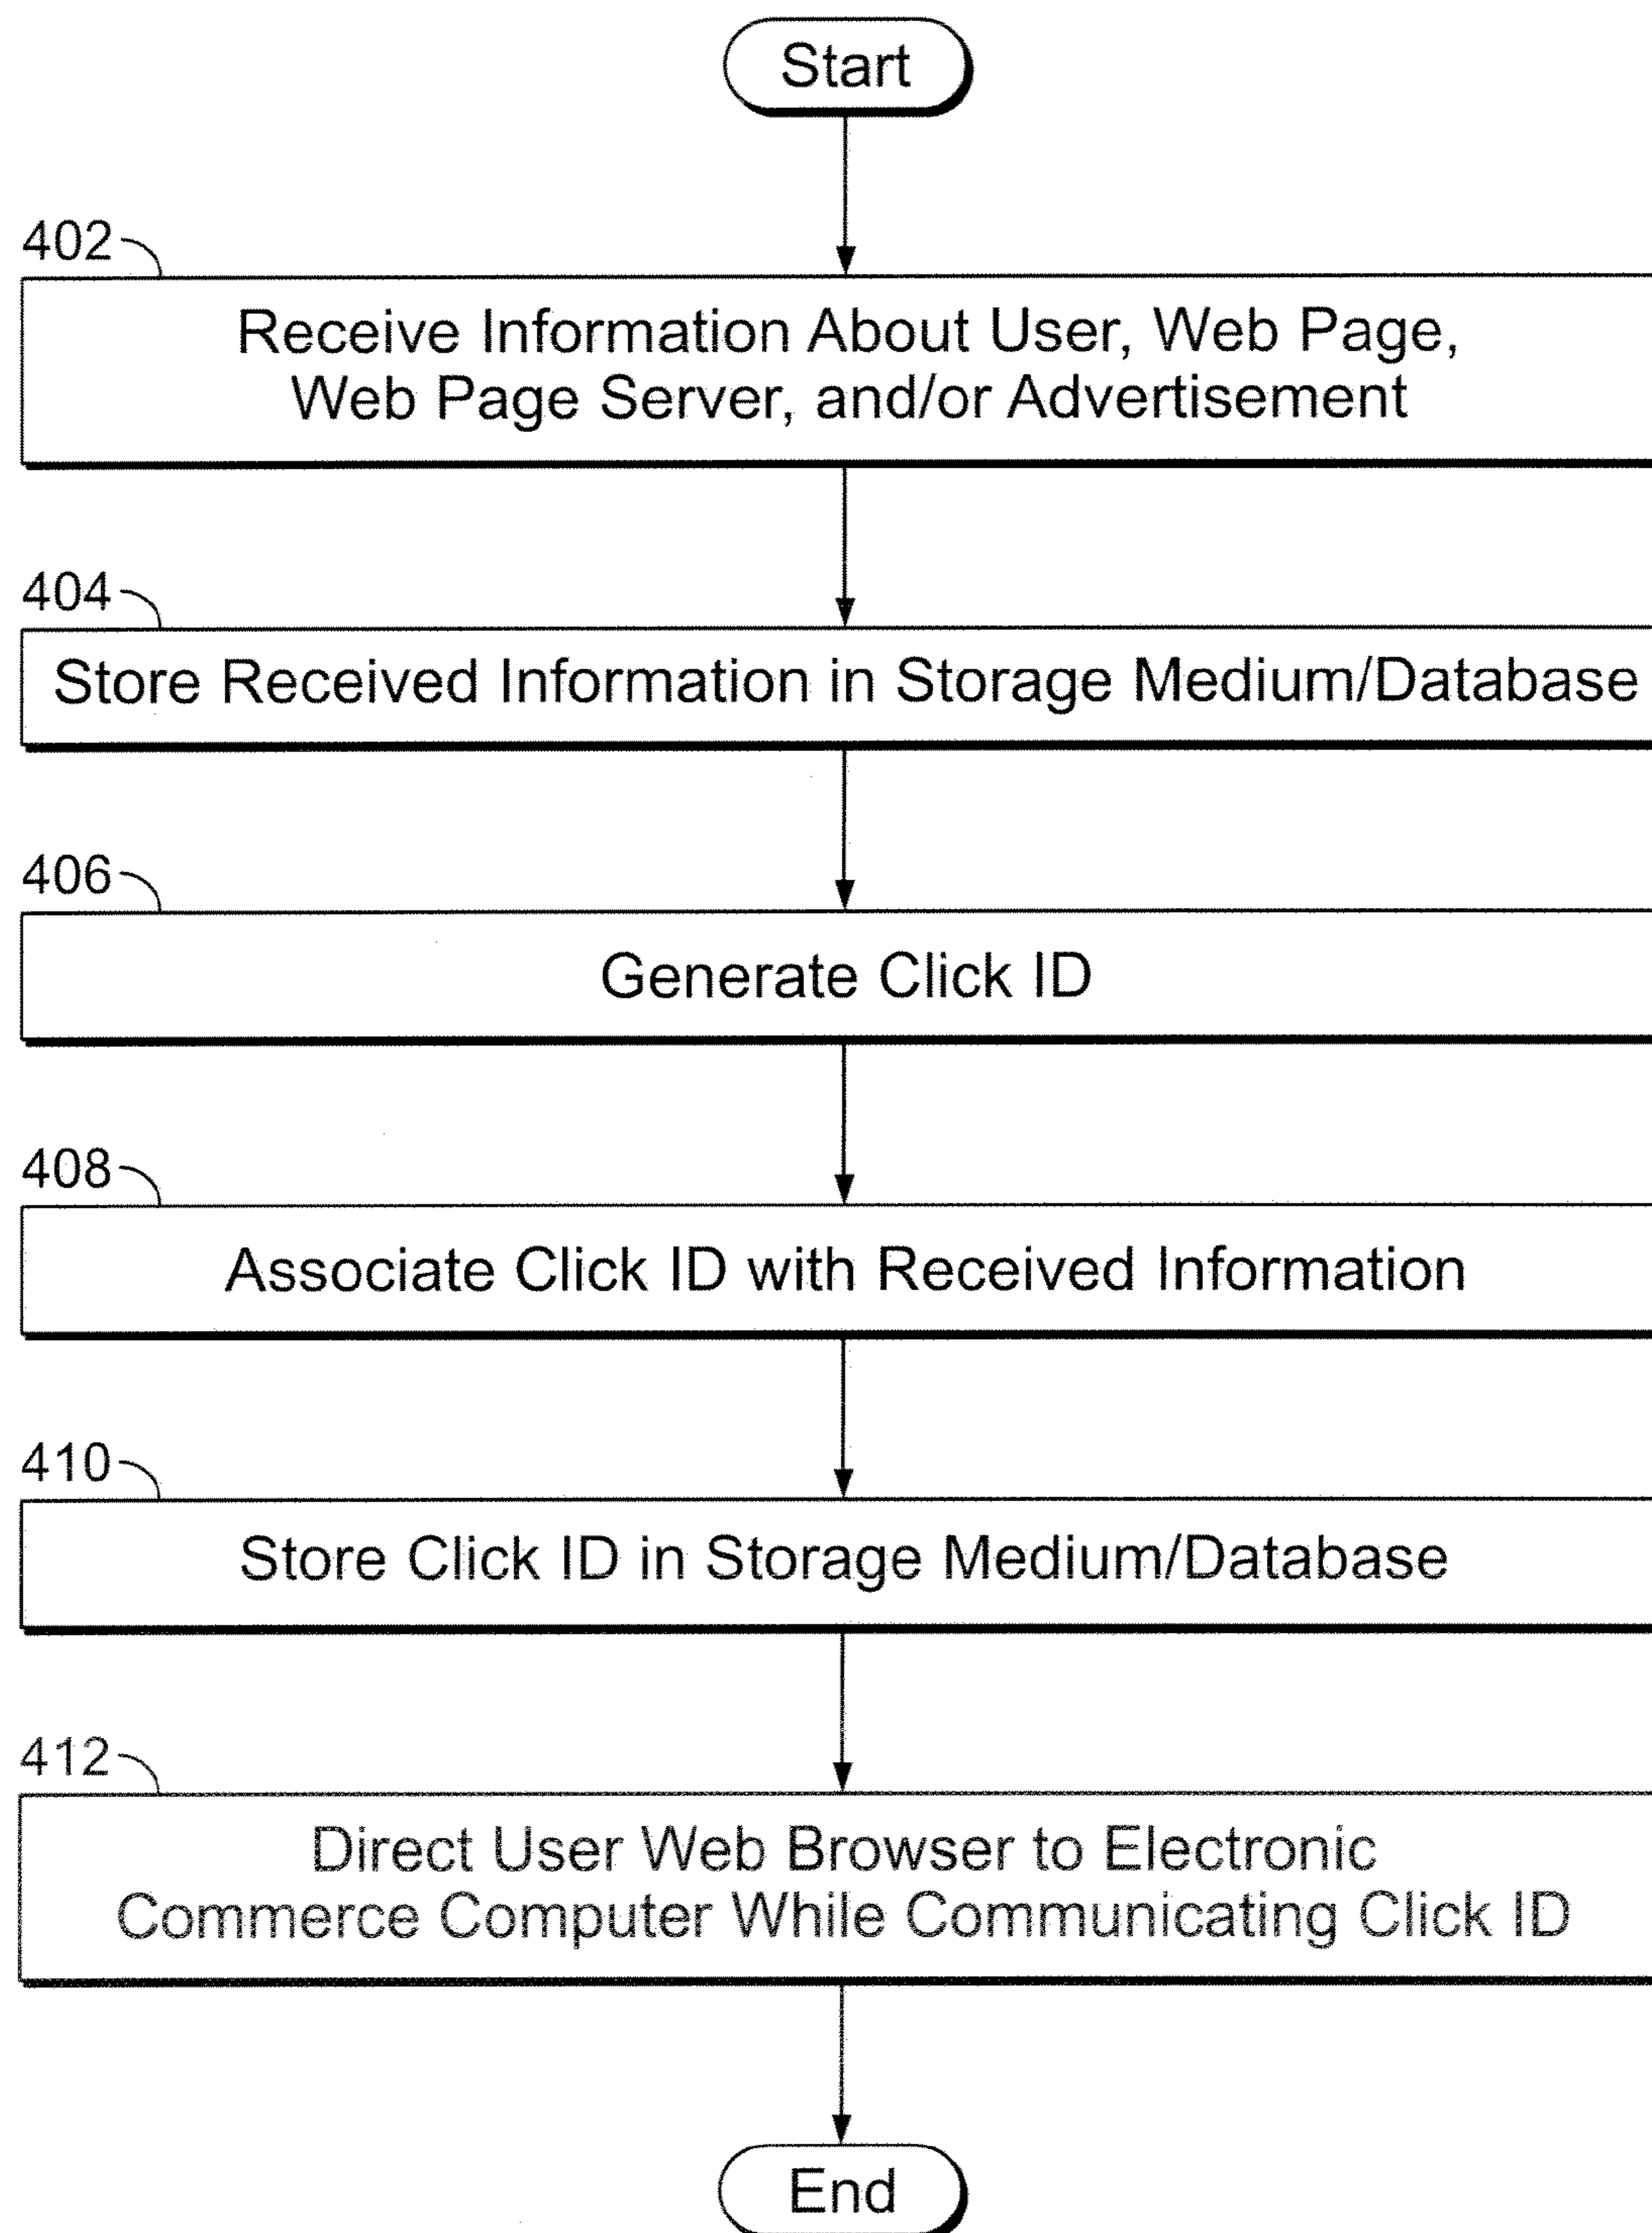 Start
402
Receive Information About User, Web Page,
Web Page Server, and/or Advertisement
404
Store Received Information in Storage Medium/Database
406
Generate Click ID
408
Associate Click ID with Received Information
410
Store Click ID in Storage Medium/Database
412
Direct User Web Browser to Electronic
Commerce Computer While Communicating Click ID
End